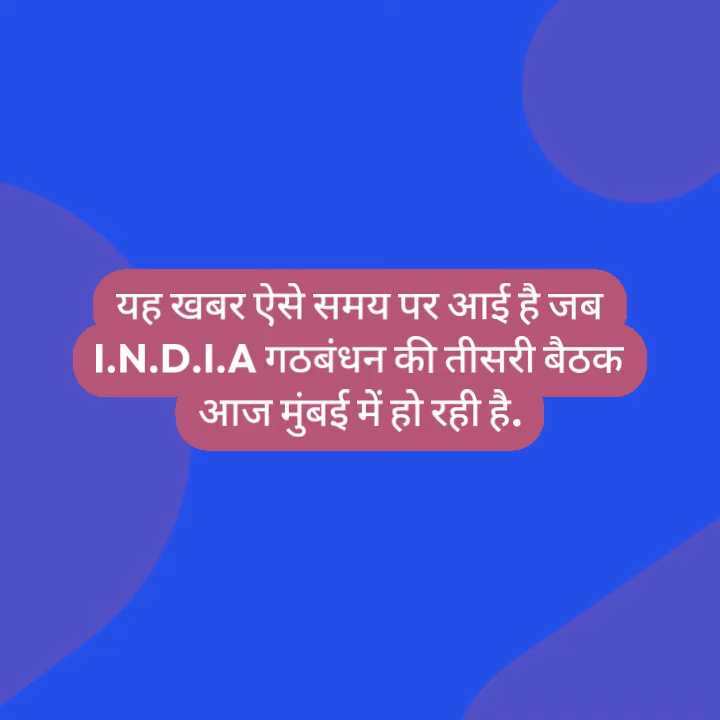 यह खबर ऐसे समय पर आई है जब
I.N.D.I.A गठबंधन की तीसरी बैठक
आज मुंबई में हो रही है.